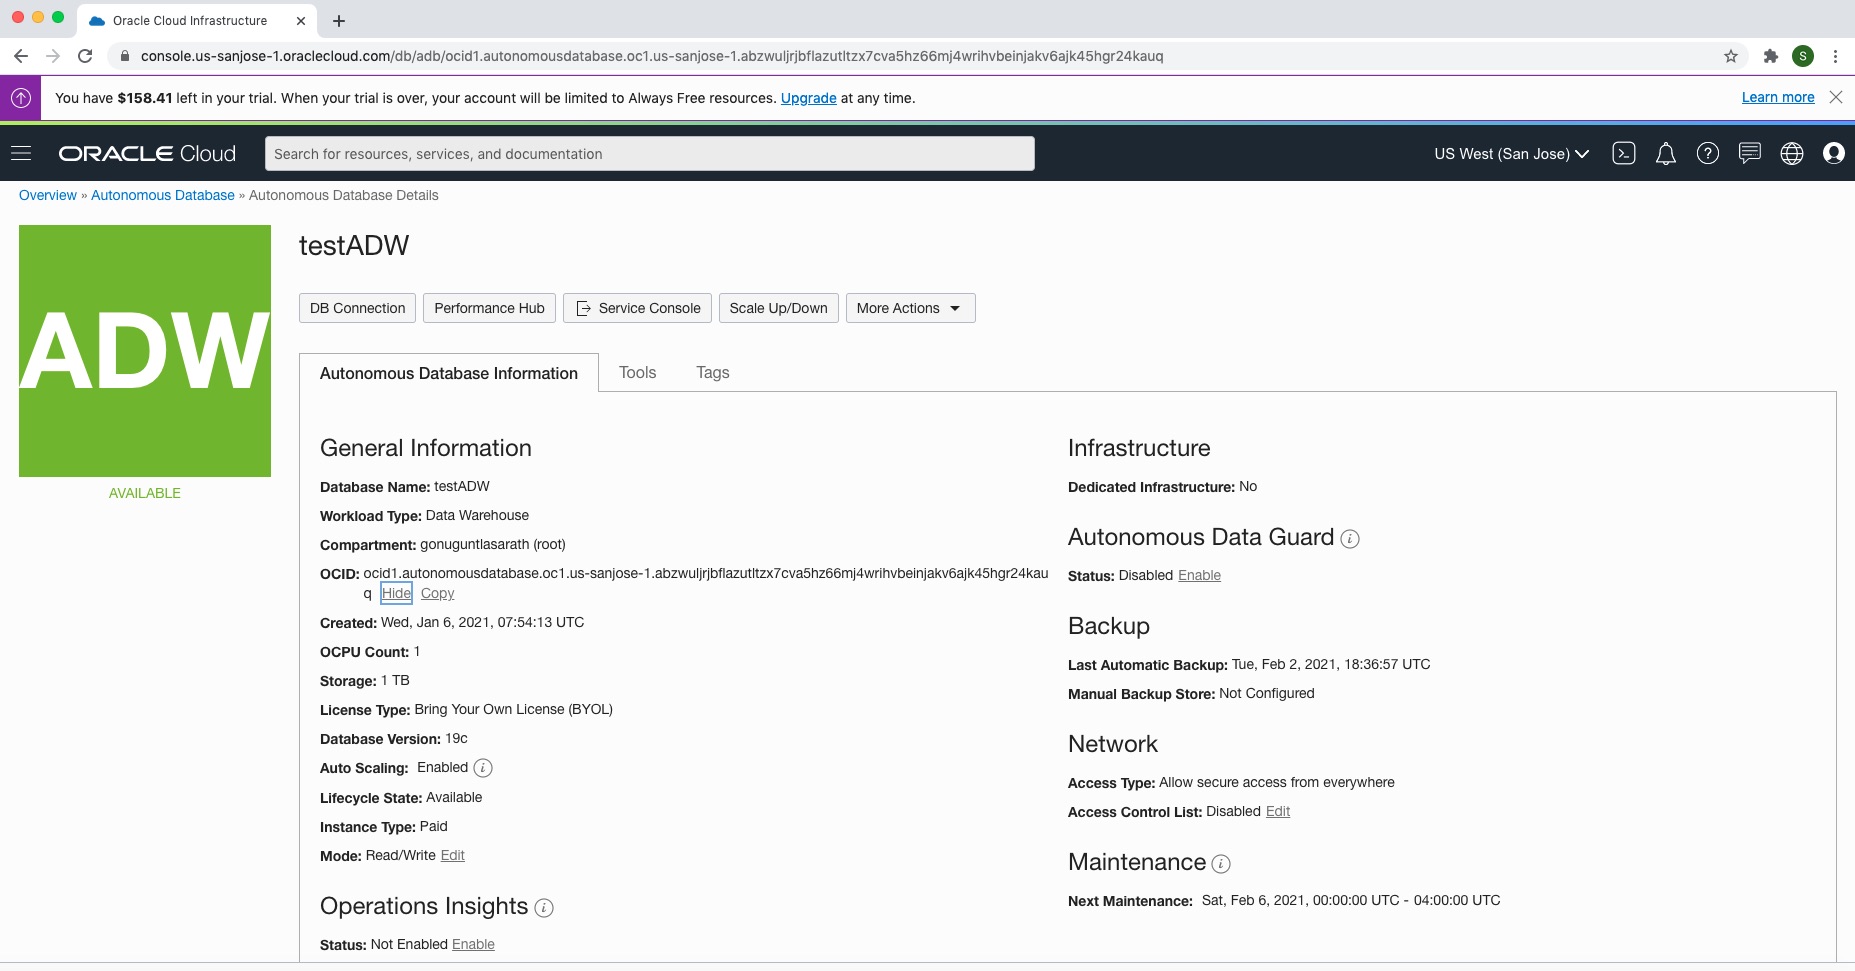 Oracle Cloud Infrastructure
console.us-sanjose-1.oraclecloud.com/db/adb/ocid1.autonomousdatabase.oc1.us-sanjose-1.abzwuljrjbflazutltzx7cva5hz66mj4wrihvbeinjakv6ajk45hgr24kauq
S
You have $158.41 left in your trial. When your trial is over, your account will be limited to Always Free resources. Upgrade at any time.
Learn more
ORACLE Cloud
Search for resources, services, and documentation
US West (San Jose)
Overview » Autonomous Database » Autonomous Database Details
ADW
AVAILABLE
testADW
DB Connection
Performance Hub
Service Console
Scale Up/Down
More Actions
Autonomous Database Information
Tools
Tags
General Information
Database Name: testADW
Workload Type: Data Warehouse
Compartment: gonuguntlasarath (root)
OCID: ocid1.autonomousdatabase.oc1.us-sanjose-1.abzwuljrjbflazutltzx7cva5hz66mj4wrihvbeinjakv6ajk45hgr24kau
q Hide Copy
Created: Wed, Jan 6, 2021, 07:54:13 UTC
OCPU Count: 1
Storage: 1 TB
License Type: Bring Your Own License (BYOL)
Database Version: 19c
Auto Scaling: Enabled i
Lifecycle State: Available
Instance Type: Paid
Mode: Read/Write Edit
Operations Insights i
Status: Not Enabled Enable
Infrastructure
Dedicated Infrastructure: No
Autonomous Data Guard i
Status: Disabled Enable
Backup
Last Automatic Backup: Tue, Feb 2, 2021, 18:36:57 UTC
Manual Backup Store: Not Configured
Network
Access Type: Allow secure access from everywhere
Access Control List: Disabled Edit
Maintenance i
Next Maintenance: Sat, Feb 6, 2021, 00:00:00 UTC - 04:00:00 UTC